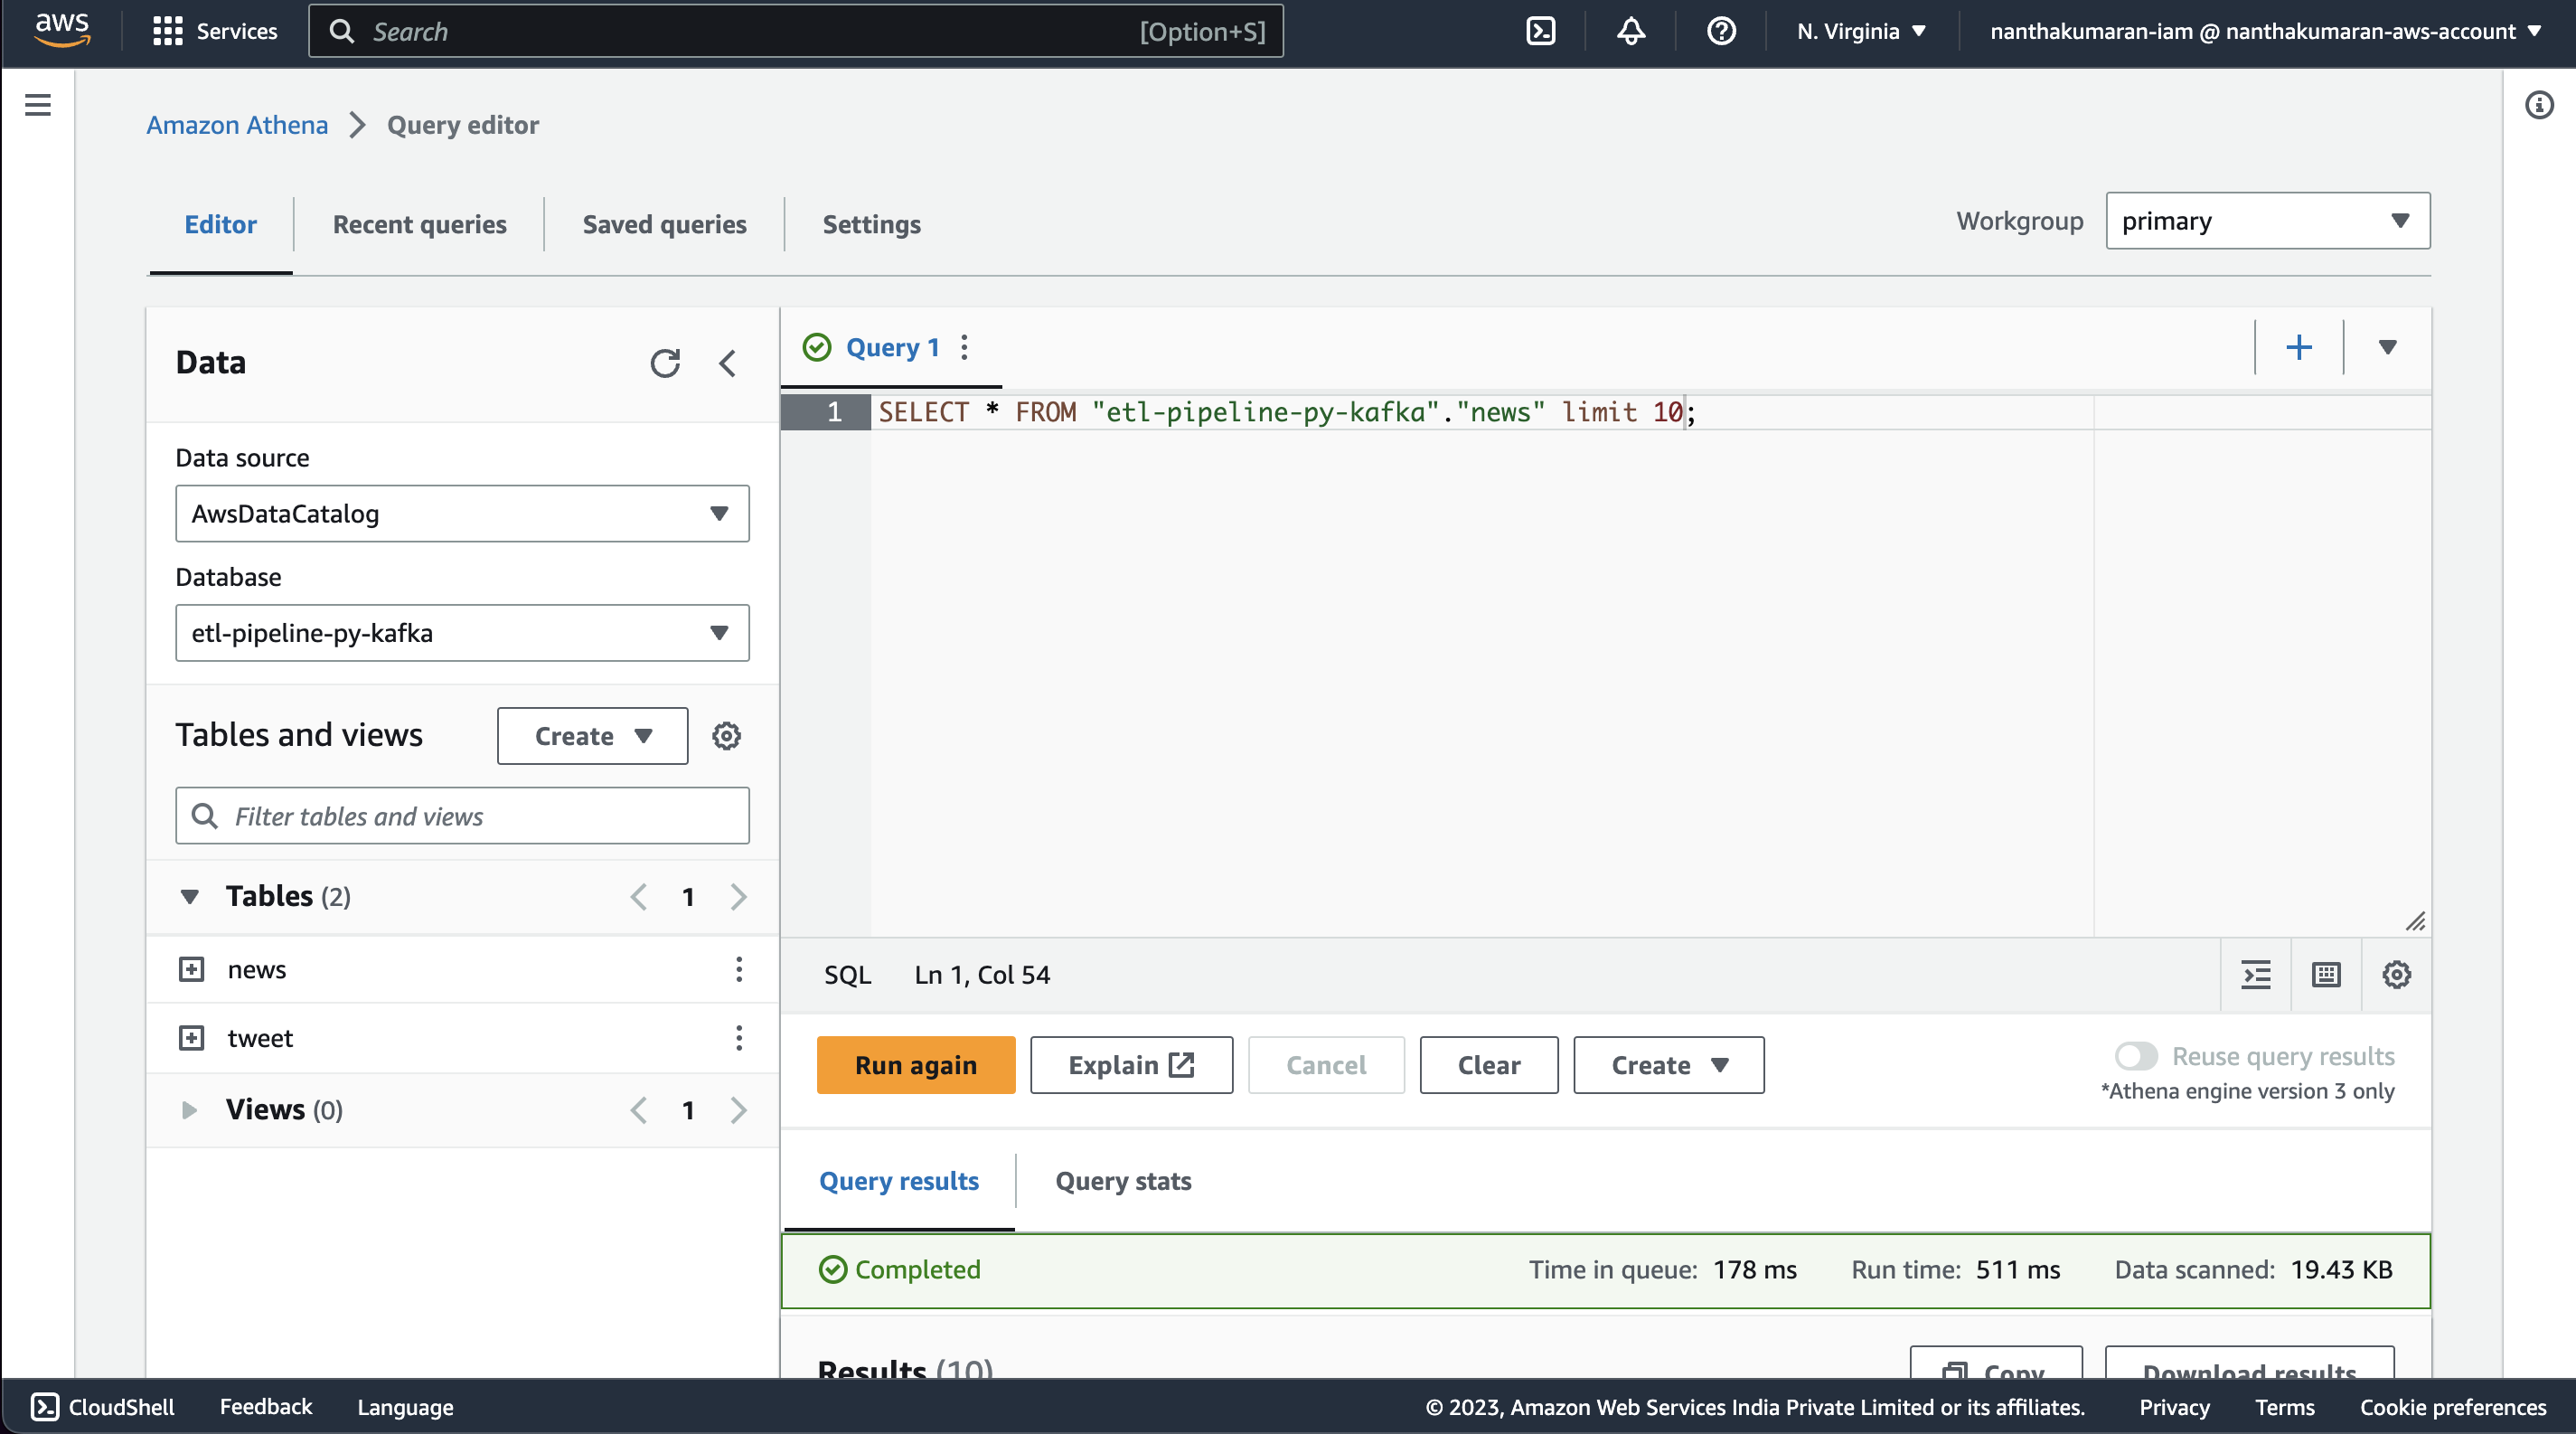 aws Services Search [Option+S] N. Virginia nanthakumaran-iam @ nanthakumaran-aws-account
Amazon Athena Query editor
Editor Recent queries Saved queries Settings Workgroup primary
Data
Data source
AwsDataCatalog
Database
etl-pipeline-py-kafka
Tables and views Create
Filter tables and views
Tables (2) 1
news
tweet
Views (0) 1
Query 1
1 SELECT * FROM "etl-pipeline-py-kafka"."news" limit 10;
SQL Ln 1, Col 54
Run again Explain Cancel Clear Create Reuse query results
*Athena engine version 3 only
Query results Query stats
Completed Time in queue: 178 ms Run time: 511 ms Data scanned: 19.43 KB
Results (10) Copy Download results
CloudShell Feedback Language © 2023, Amazon Web Services India Private Limited or its affiliates. Privacy Terms Cookie preferences